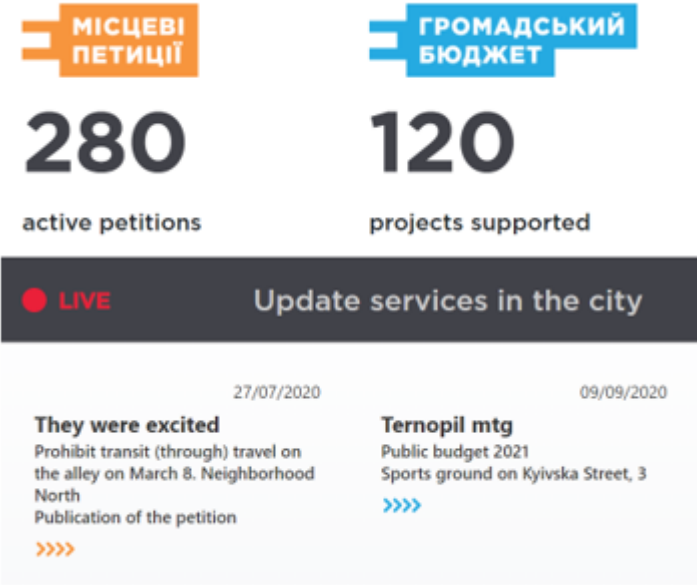 МІСЦЕВІ
ПЕТИЦІЇ
280
active petitions
ГРОМАДСЬКИЙ
БЮДЖЕТ
120
projects supported
LIVE
Update services in the city
27/07/2020
They were excited
Prohibit transit (through) travel on
the alley on March 8. Neighborhood
North
Publication of the petition
»»
09/09/2020
Ternopil mtg
Public budget 2021
Sports ground on Kyivska Street, 3
»»